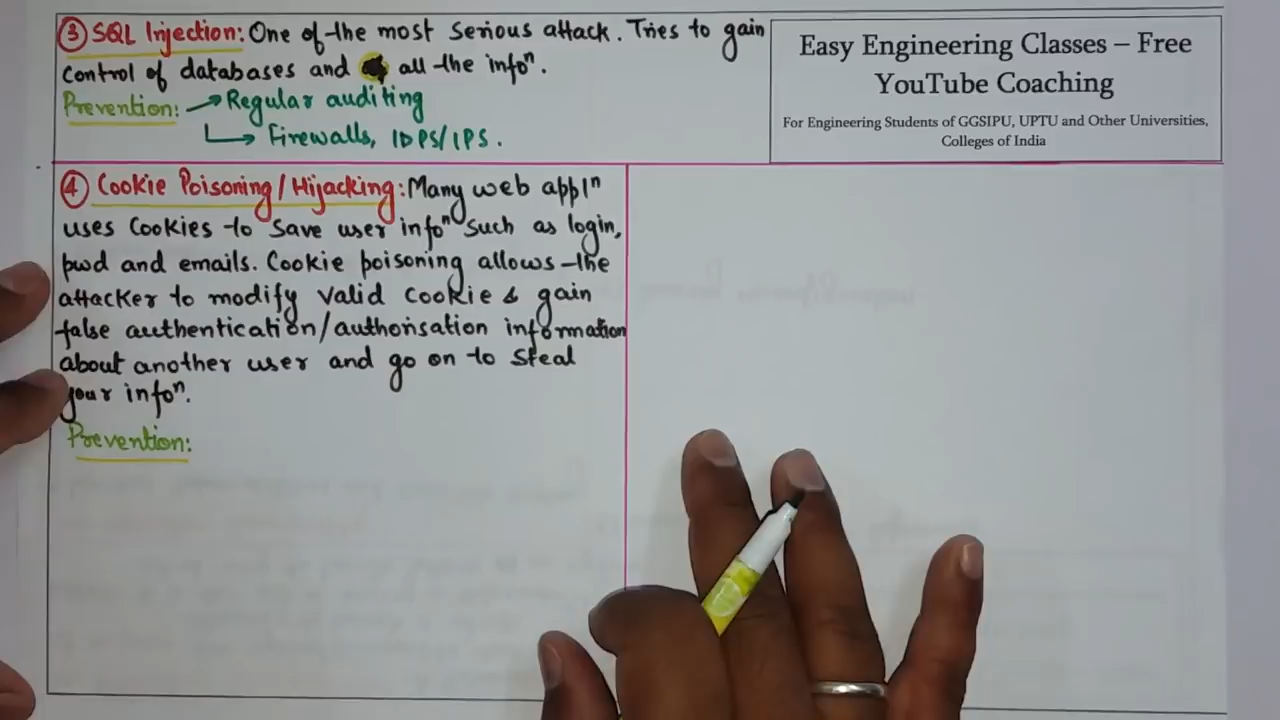 ③ SQL Injection: One of the most serious attack. Tries to gain
control of databases and all the infoⁿ.
Prevention: → Regular auditing
→ Firewalls, IDPS/IPS.
Easy Engineering Classes – Free
YouTube Coaching
For Engineering Students of GGSIPU, UPTU and Other Universities,
Colleges of India
④ Cookie Poisoning/Hijacking: Many web applⁿ
uses Cookies to save user infoⁿ such as login,
pwd and emails. Cookie poisoning allows the
attacker to modify valid cookie & gain
false authentication/authorisation information
about another user and go on to steal
your infoⁿ.
Prevention: